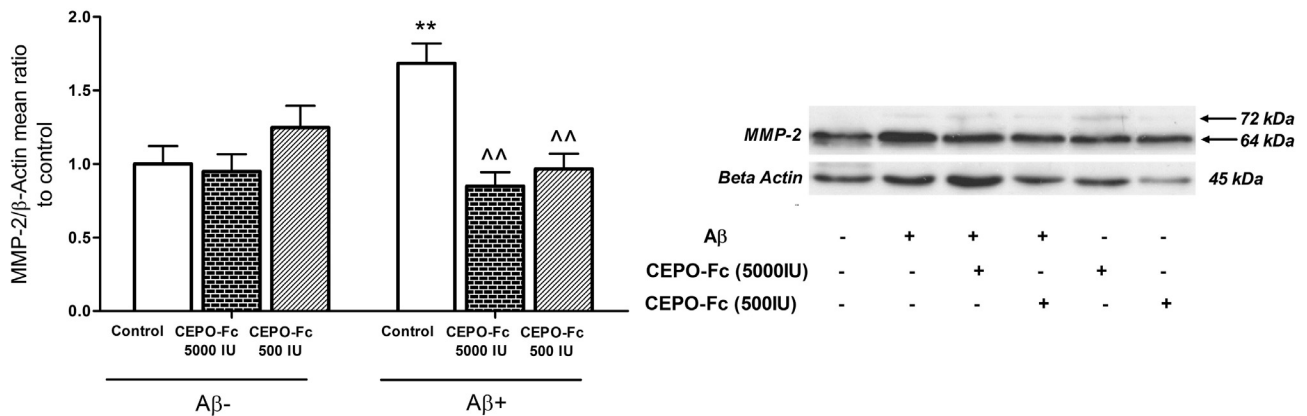 MMP-2/β-Actin mean ratio
to control
2.0
1.5
1.0
0.5
0.0
**
^^
^^
Control
CEPO-Fc
5000 IU
CEPO-Fc
500 IU
Control
CEPO-Fc
5000 IU
CEPO-Fc
500 IU
Aβ-
Aβ+
MMP-2
72 kDa
64 kDa
Beta Actin
45 kDa
Aβ - + + + - -
CEPO-Fc (5000IU) - - + - + -
CEPO-Fc (500IU) - - - + - +